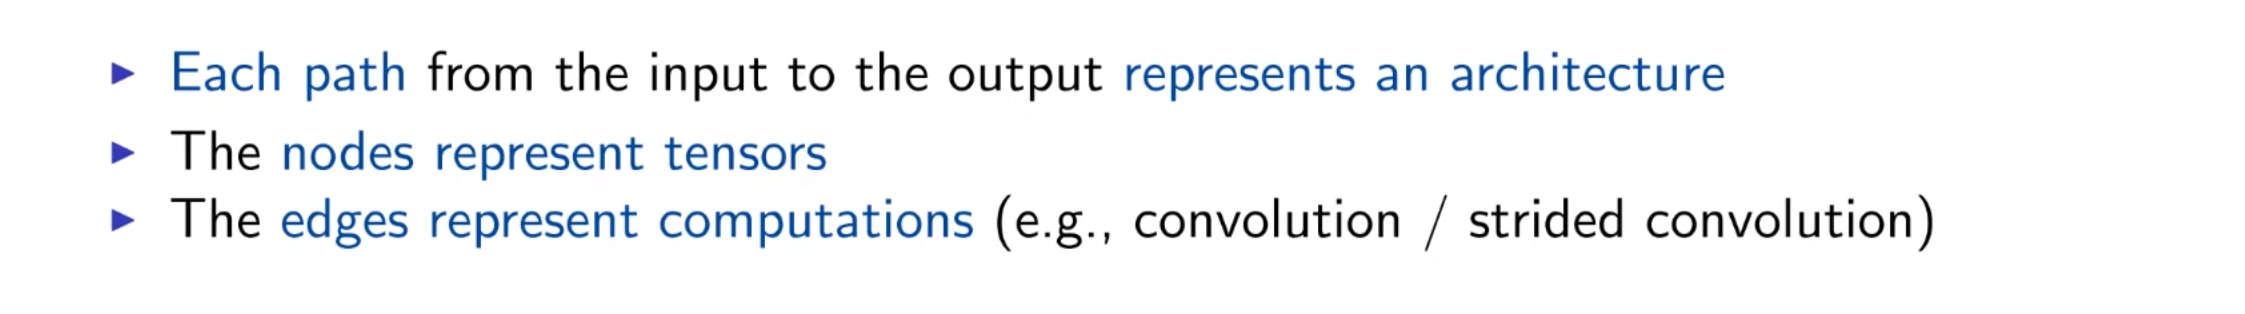 ▶ Each path from the input to the output represents an architecture
▶ The nodes represent tensors
▶ The edges represent computations (e.g., convolution / strided convolution)